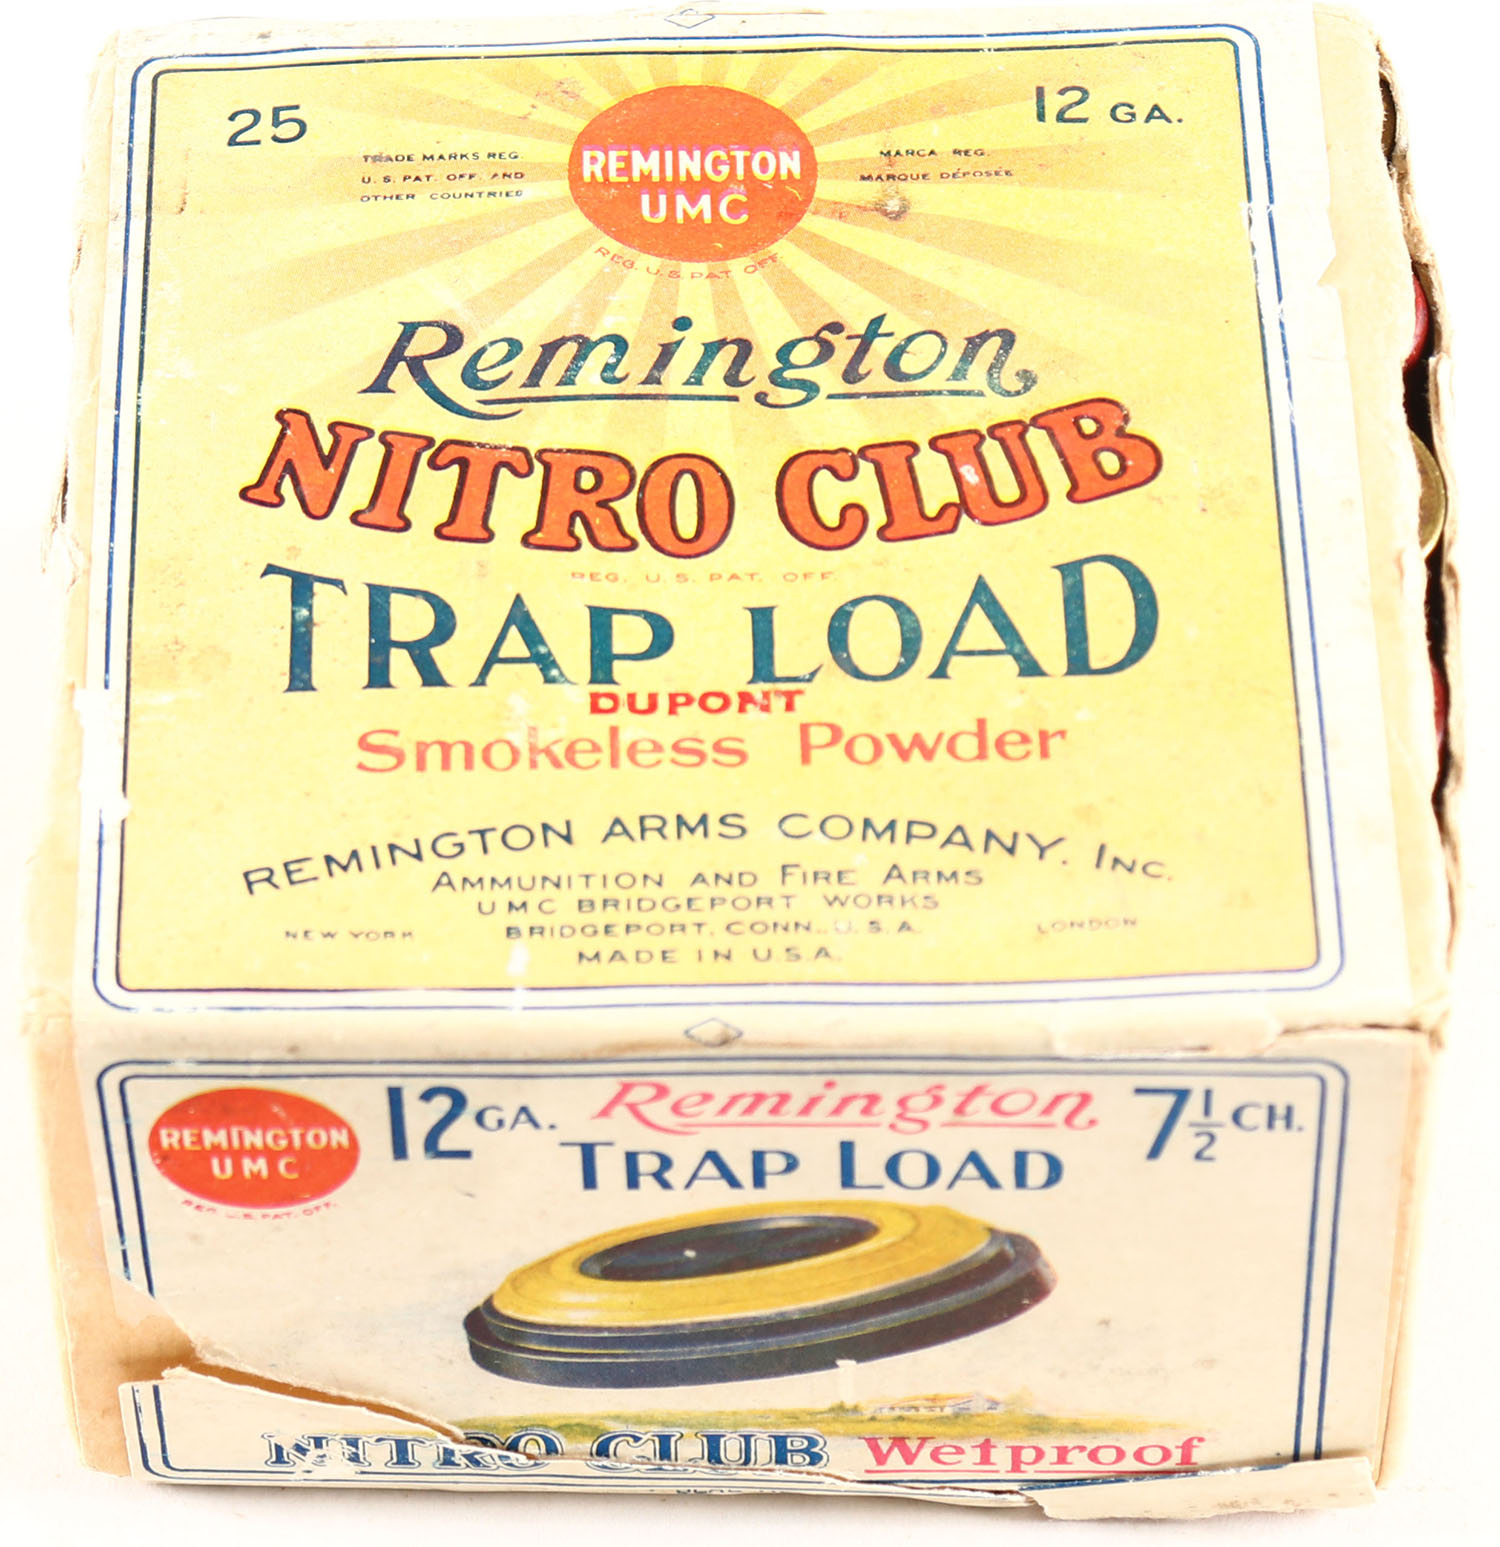 25
12 GA.
TRADE MARKS REG.
U. S. PAT. OFF. AND
OTHER COUNTRIES
REMINGTON
UMC
REG. U.S. PAT OFF.
MARCA REG.
MARQUE DÉPOSÉE
Remington
NITRO CLUB
REG. U.S. PAT. OFF.
TRAP LOAD
DUPONT
Smokeless Powder
REMINGTON ARMS COMPANY. INC.
AMMUNITION AND FIRE ARMS
UMC BRIDGEPORT WORKS
NEW YORK BRIDGEPORT, CONN., U.S.A. LONDON
MADE IN U.S.A.
REMINGTON
UMC
REG. U.S. PAT. OFF.
12 GA. Remington 7 1/2 CH.
TRAP LOAD
NITRO CLUB Wetproof